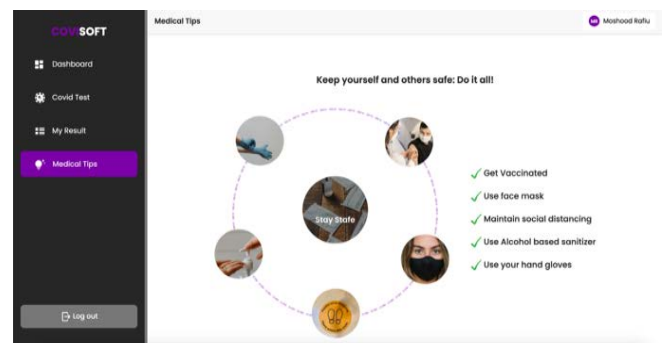 COVISOFT
Medical Tips
MR Moshood Rafiu
Dashboard
Covid Test
My Result
Medical Tips
Log out
Keep yourself and others safe: Do it all!
Stay Stafe
Get Vaccinated
Use face mask
Maintain social distancing
Use Alcohol based sanitizer
Use your hand gloves